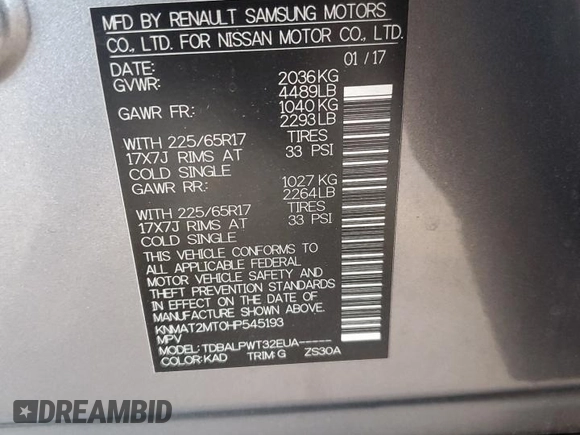 MFD BY RENAULT SAMSUNG MOTORS
CO., LTD. FOR NISSAN MOTOR CO., LTD.
DATE: 01/17
GVWR: 2036KG
4489LB
GAWR FR: 1040KG
2293LB
WITH 225/65R17 TIRES
17X7J RIMS AT 33 PSI
COLD SINGLE
GAWR RR: 1027 KG
2264LB
WITH 225/65R17 TIRES
17X7J RIMS AT 33 PSI
COLD SINGLE
THIS VEHICLE CONFORMS TO
ALL APPLICABLE FEDERAL
MOTOR VEHICLE SAFETY AND
THEFT PREVENTION STANDARDS
IN EFFECT ON THE DATE OF
MANUFACTURE SHOWN ABOVE
KNMAT2MT0HP545193
MPV
MODEL: TDBALPWT32EUA-----
COLOR: KAD TRIM: G ZS30A
DREAMBID